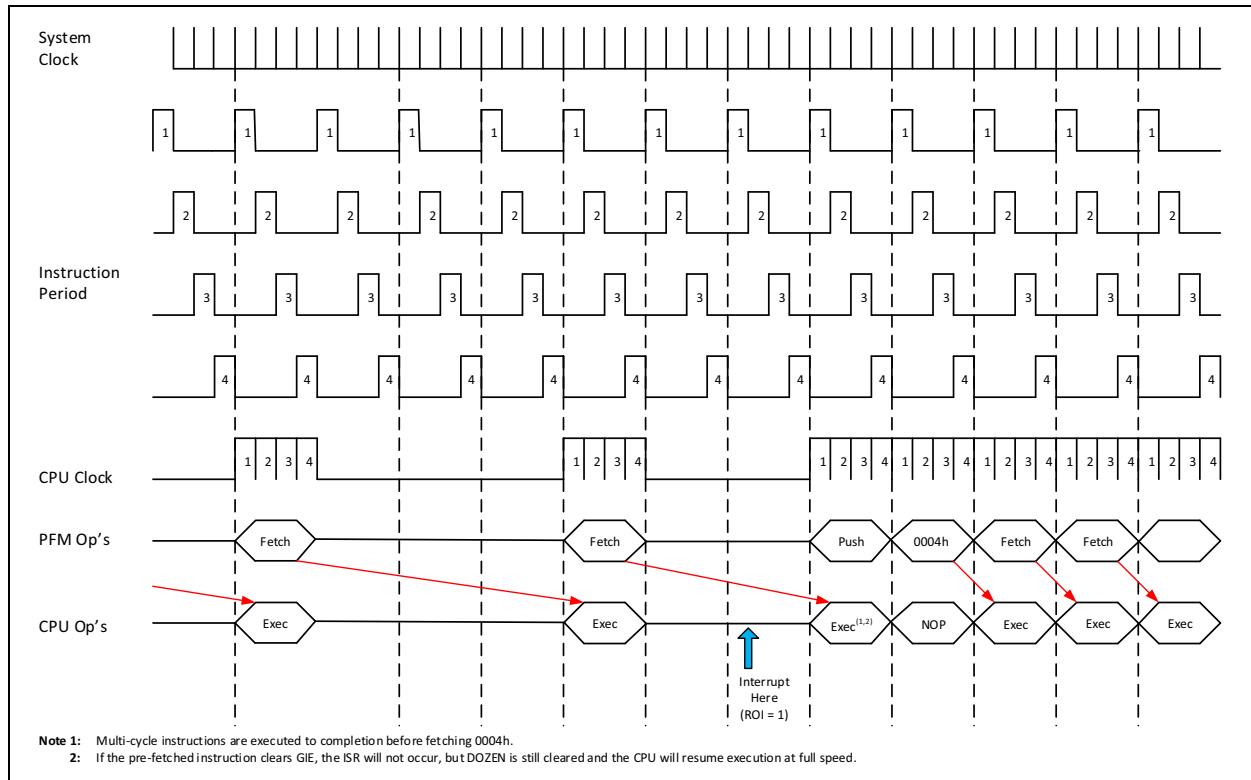 System
Clock
1 1 1 1 1 1 1 1 1 1 1 1 1
2 2 2 2 2 2 2 2 2 2 2 2 2
Instruction
Period
3 3 3 3 3 3 3 3 3 3 3 3 3
4 4 4 4 4 4 4 4 4 4 4 4 4
CPU Clock
1 2 3 4 1 2 3 4 1 2 3 4 1 2 3 4 1 2 3 4 1 2 3 4 1 2 3 4
PFM Op's
Fetch Fetch Push 0004h Fetch Fetch
CPU Op's
Exec Exec Exec(1,2) NOP Exec Exec Exec
Interrupt
Here
(ROI = 1)
Note 1: Multi-cycle instructions are executed to completion before fetching 0004h.
2: If the pre-fetched instruction clears GIE, the ISR will not occur, but DOZEN is still cleared and the CPU will resume execution at full speed.